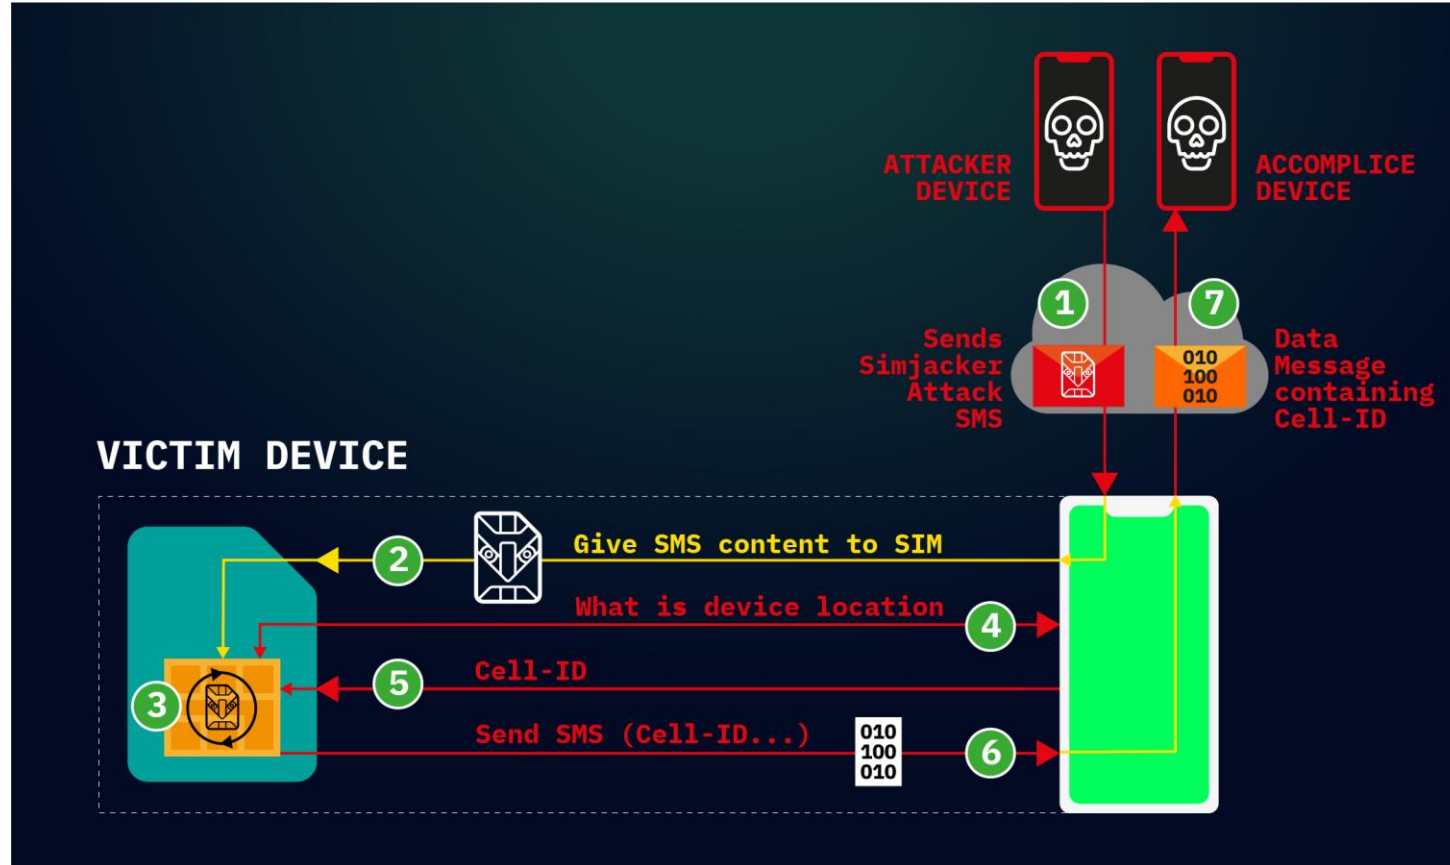 ATTACKER
DEVICE
ACCOMPLICE
DEVICE
1
7
Sends
Simjacker
Attack
SMS
010
100
010
Data
Message
containing
Cell-ID
VICTIM DEVICE
2
Give SMS content to SIM
What is device location
4
Cell-ID
5
3
Send SMS (Cell-ID...)
010
100
010
6